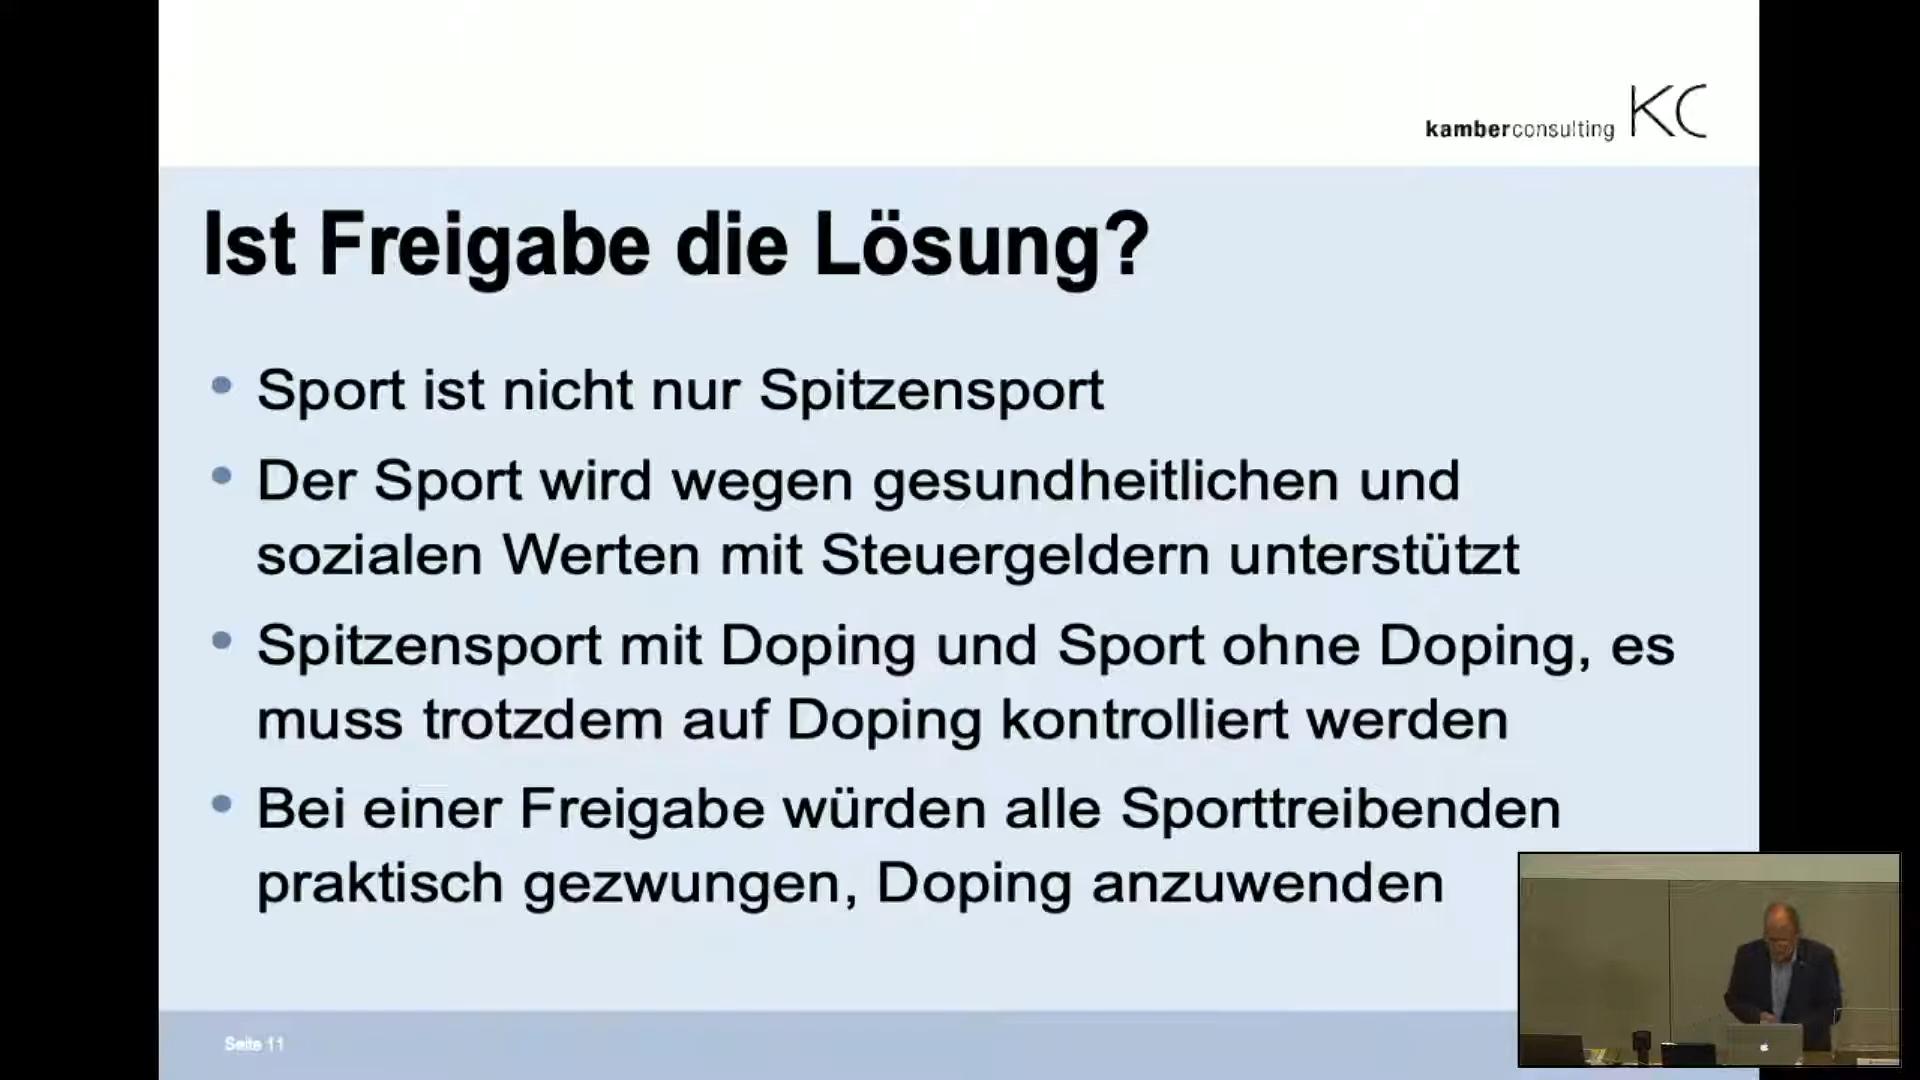 kamberconsulting KC
Ist Freigabe die Lösung?
• Sport ist nicht nur Spitzensport
• Der Sport wird wegen gesundheitlichen und
sozialen Werten mit Steuergeldern unterstützt
• Spitzensport mit Doping und Sport ohne Doping, es
muss trotzdem auf Doping kontrolliert werden
• Bei einer Freigabe würden alle Sporttreibenden
praktisch gezwungen, Doping anzuwenden
Seite 11